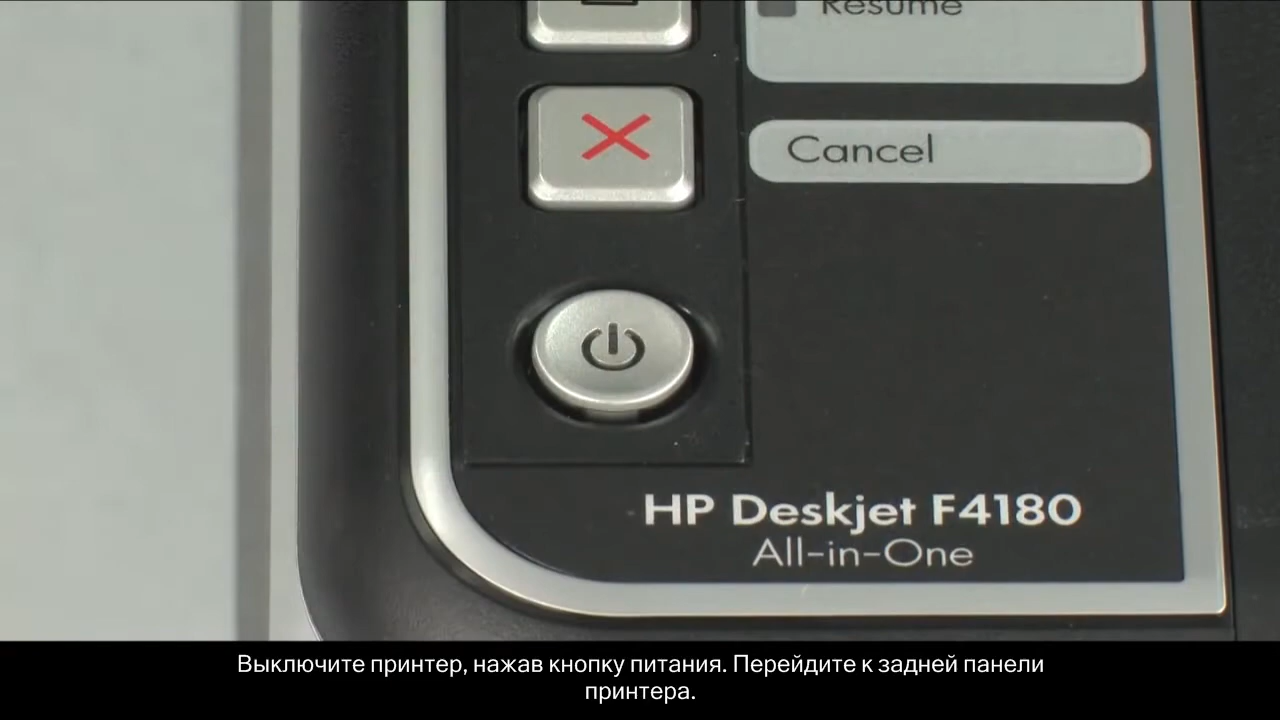 Resume
Cancel
HP Deskjet F4180
All-in-One
Выключите принтер, нажав кнопку питания. Перейдите к задней панели
принтера.